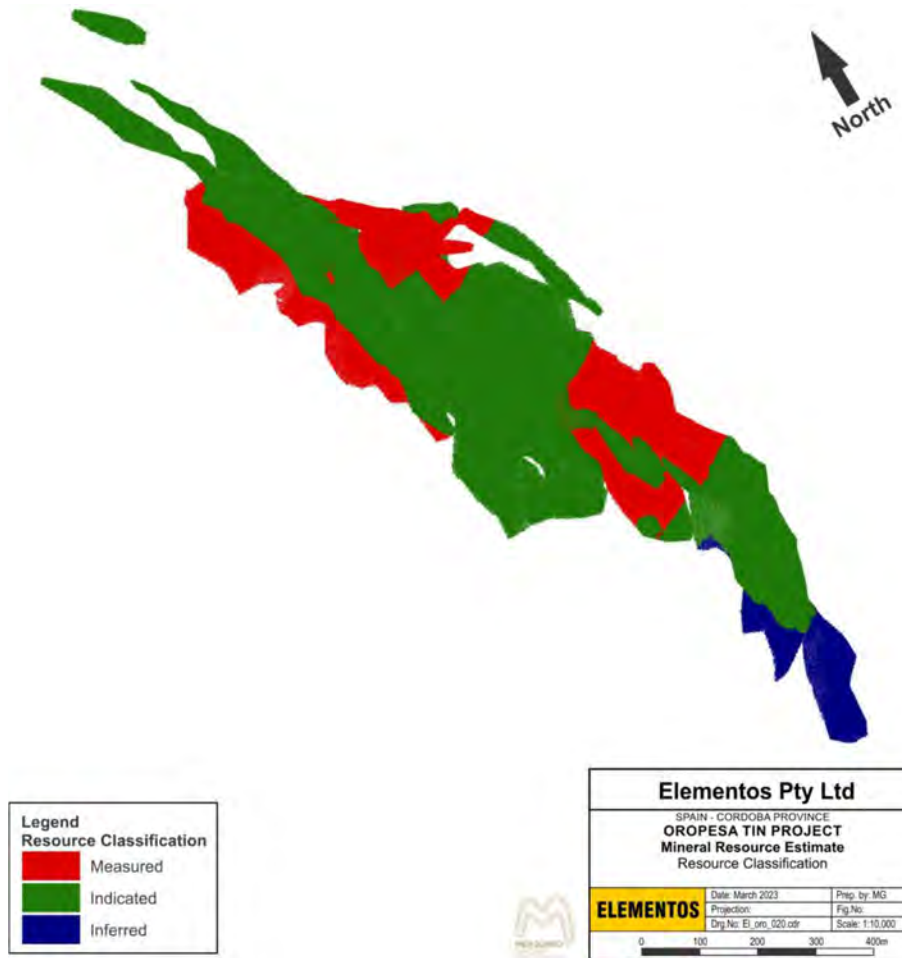 North
Legend
Resource Classification
Measured
Indicated
Inferred
Elementos Pty Ltd
SPAIN - CORDOBA PROVINCE
OROPESA TIN PROJECT
Mineral Resource Estimate
Resource Classification
ELEMENTOS
Date: March 2023
Prep. by: MG
Projection:
Fig.No:
Drg.No: El_oro_020.cdr
Scale: 1:10,000
0 100 200 300 400m